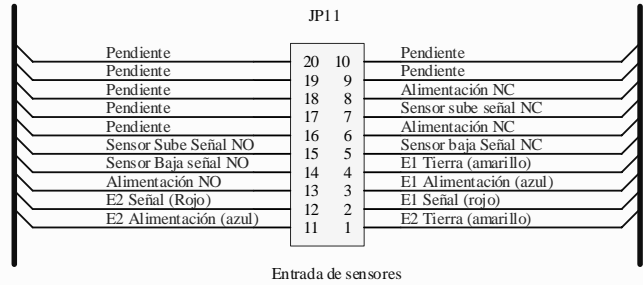 JP11
Pendiente 20 10 Pendiente
Pendiente 19 9 Pendiente
Pendiente 18 8 Alimentación NC
Pendiente 17 7 Sensor sube señal NC
Pendiente 16 6 Alimentación NC
Sensor Sube Señal NO 15 5 Sensor baja Señal NC
Sensor Baja señal NO 14 4 E1 Tierra (amarillo)
Alimentación NO 13 3 E1 Alimentación (azul)
E2 Señal (Rojo) 12 2 E1 Señal (rojo)
E2 Alimentación (azul) 11 1 E2 Tierra (amarillo)
Entrada de sensores